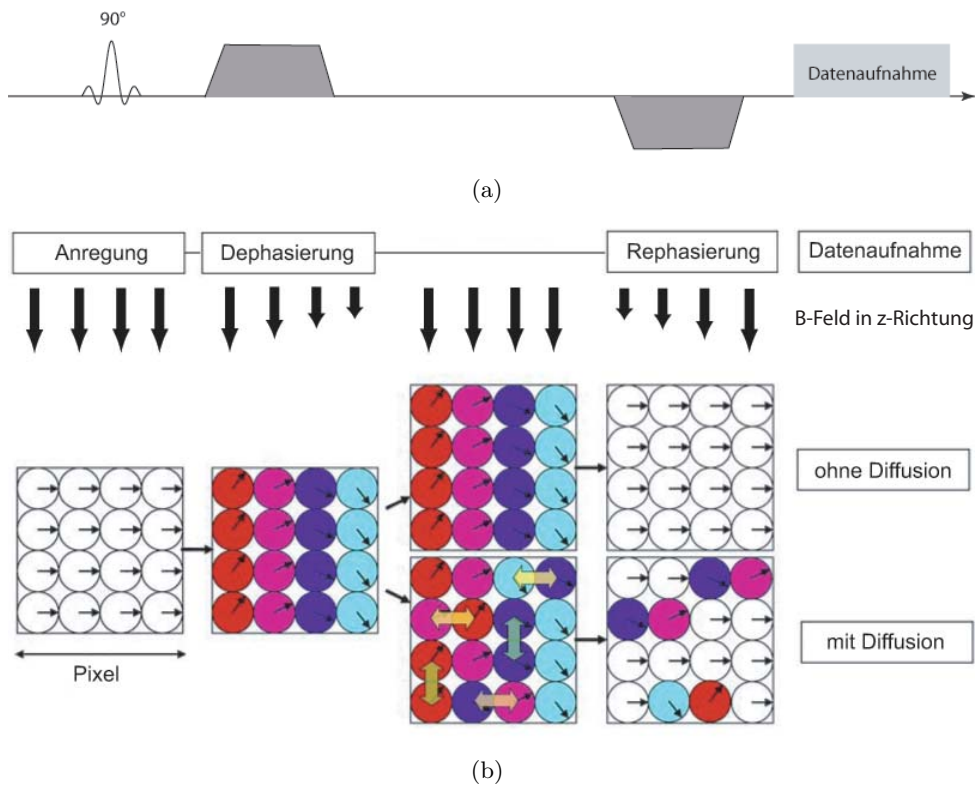 90°
Datenaufnahme
(a)
Anregung
Dephasierung
Rephasierung
Datenaufnahme
B-Feld in z-Richtung
ohne Diffusion
mit Diffusion
Pixel
(b)